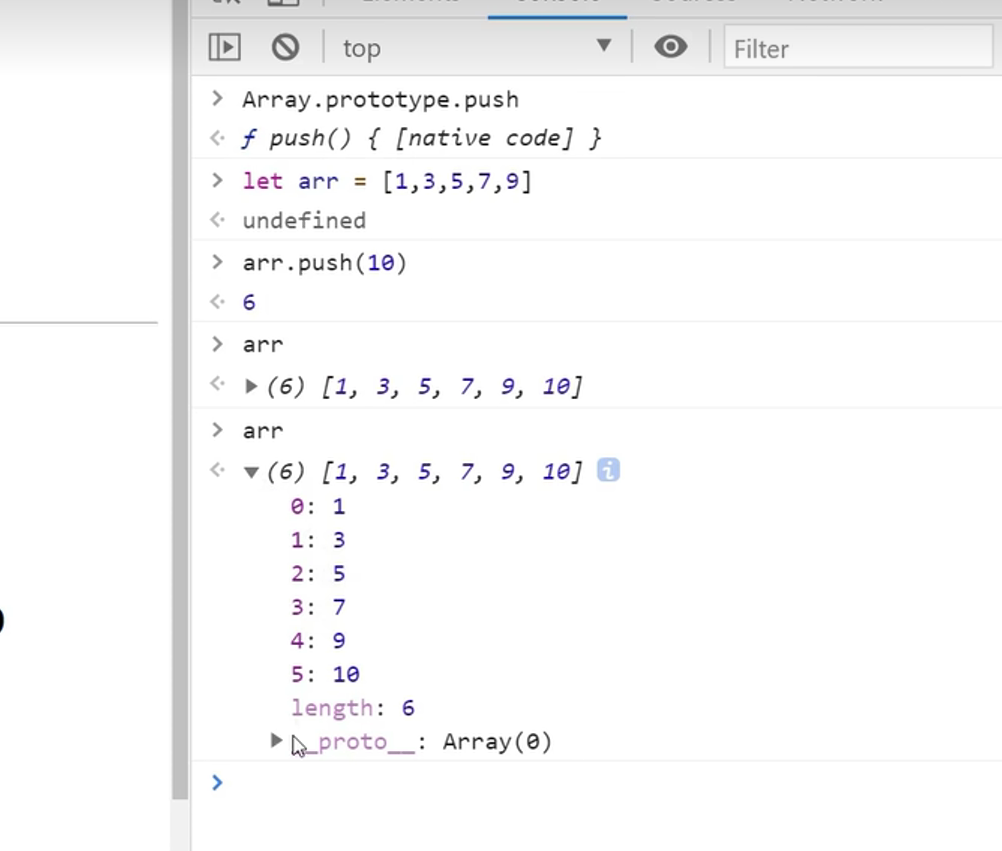 top
Filter
> Array.prototype.push
<· ƒ push() { [native code] }
> let arr = [1,3,5,7,9]
<· undefined
> arr.push(10)
<· 6
> arr
<· ▶(6) [1, 3, 5, 7, 9, 10]
> arr
<· ▼(6) [1, 3, 5, 7, 9, 10] i
0: 1
1: 3
2: 5
3: 7
4: 9
5: 10
length: 6
▶ __proto__: Array(0)
>